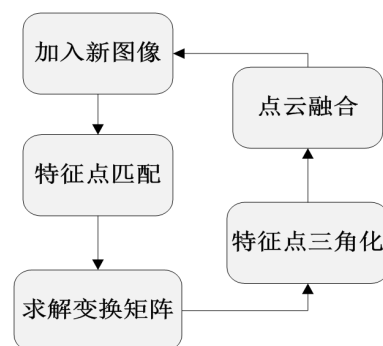 加入新图像
特征点匹配
求解变换矩阵
特征点三角化
点云融合